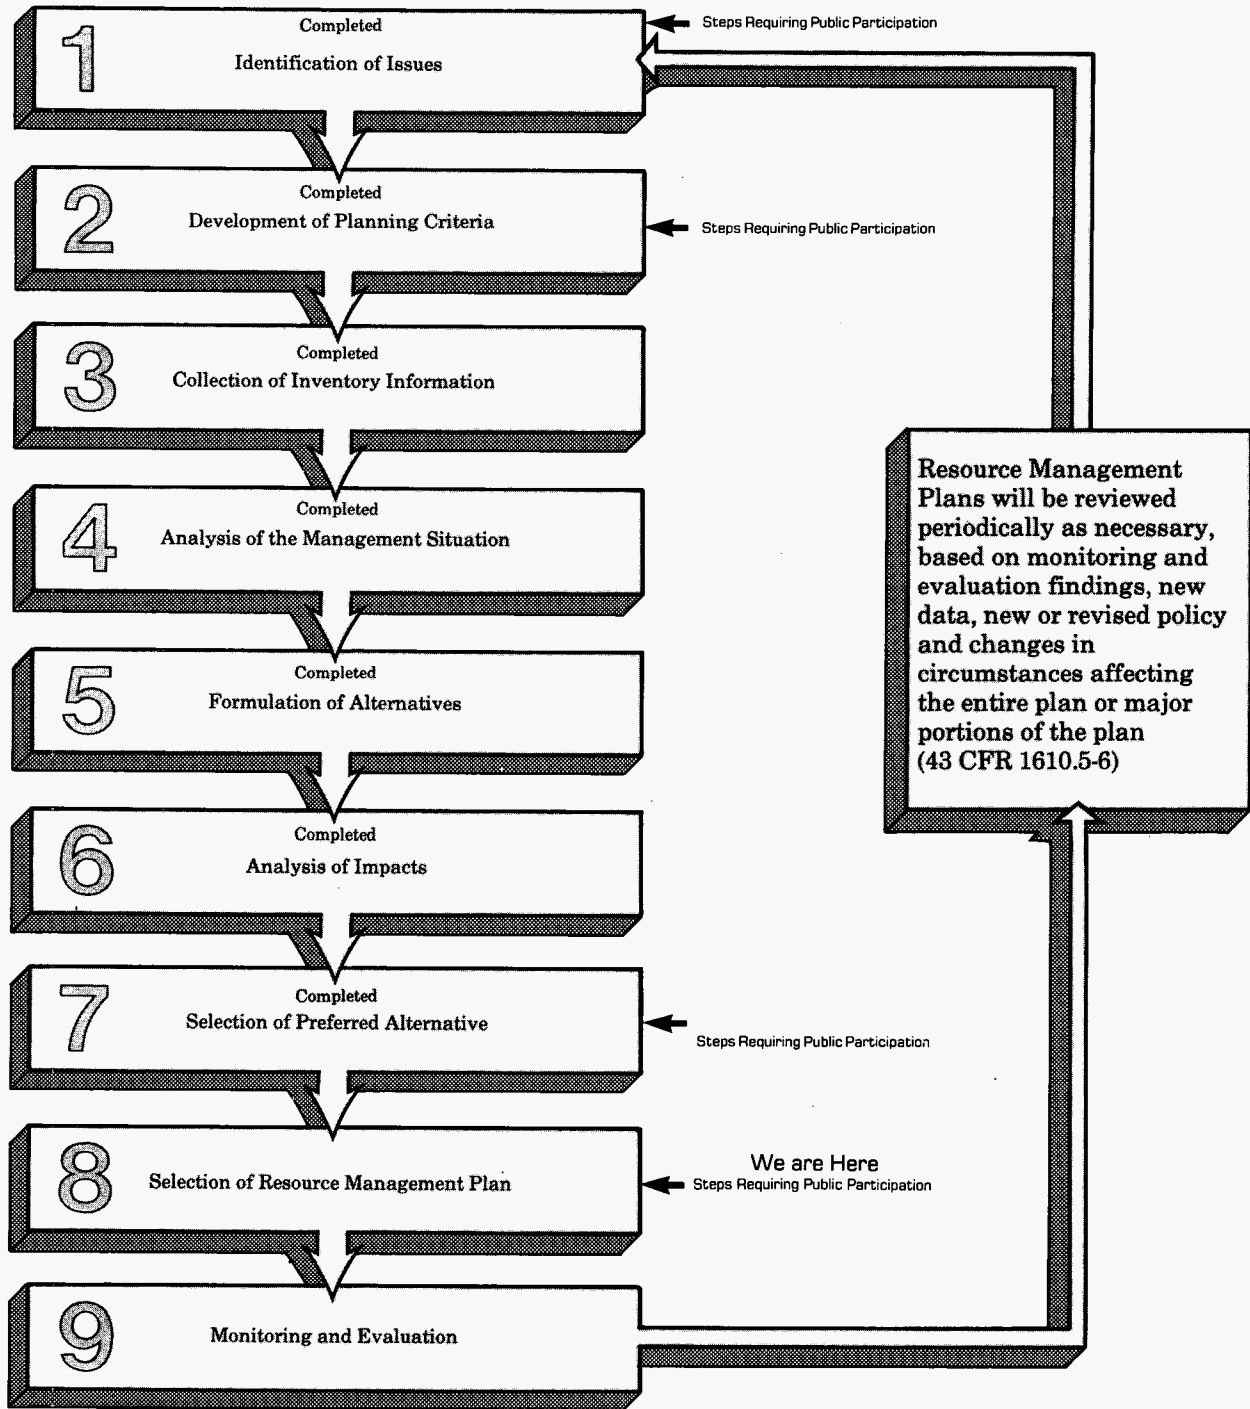 1
Completed
Identification of Issues
Steps Requiring Public Participation
2
Completed
Development of Planning Criteria
Steps Requiring Public Participation
3
Completed
Collection of Inventory Information
4
Completed
Analysis of the Management Situation
5
Completed
Formulation of Alternatives
6
Completed
Analysis of Impacts
7
Completed
Selection of Preferred Alternative
Steps Requiring Public Participation
8
Selection of Resource Management Plan
We are Here
Steps Requiring Public Participation
9
Monitoring and Evaluation
Resource Management
Plans will be reviewed
periodically as necessary,
based on monitoring and
evaluation findings, new
data, new or revised policy
and changes in
circumstances affecting
the entire plan or major
portions of the plan
(43 CFR 1610.5-6)